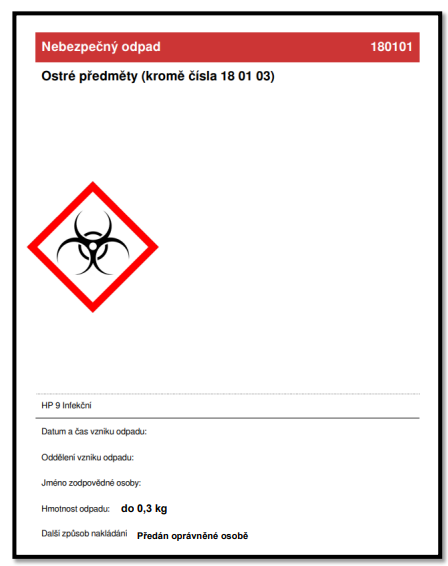 Nebezpečný odpad 180101
Ostré předměty (kromě čísla 18 01 03)
HP 9 Infekční
Datum a čas vzniku odpadu:
Oddělení vzniku odpadu:
Jméno zodpovědné osoby:
Hmotnost odpadu: do 0,3 kg
Další způsob nakládání Předán oprávněné osobě